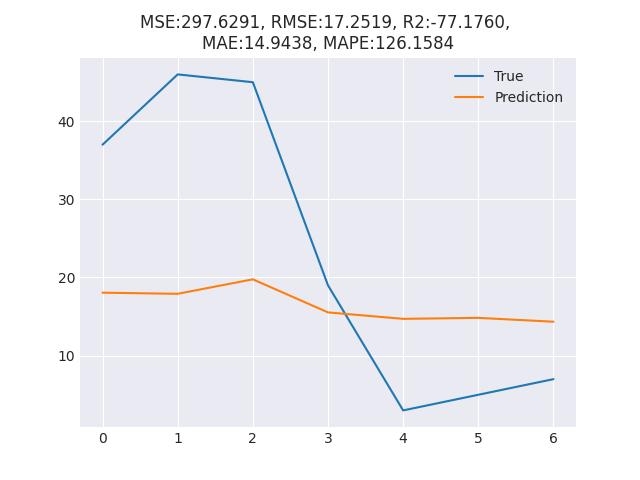 MSE:297.6291, RMSE:17.2519, R2:-77.1760,
MAE:14.9438, MAPE:126.1584
True
Prediction
40
30
20
10
0 1 2 3 4 5 6